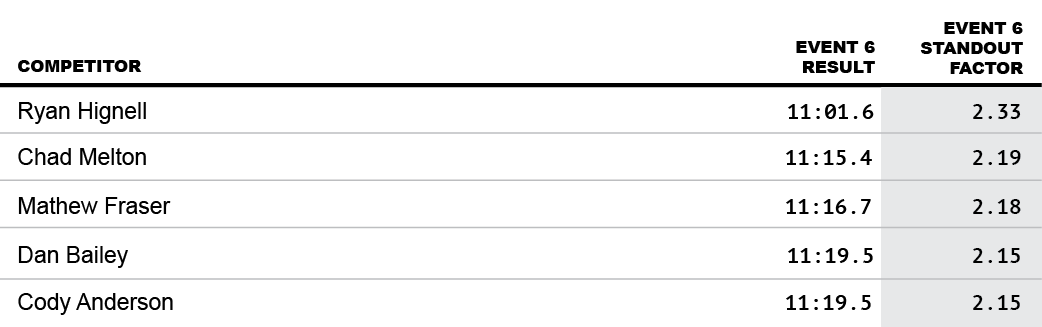 COMPETITOR EVENT 6 RESULT EVENT 6 STANDOUT FACTOR
Ryan Hignell 11:01.6 2.33
Chad Melton 11:15.4 2.19
Mathew Fraser 11:16.7 2.18
Dan Bailey 11:19.5 2.15
Cody Anderson 11:19.5 2.15